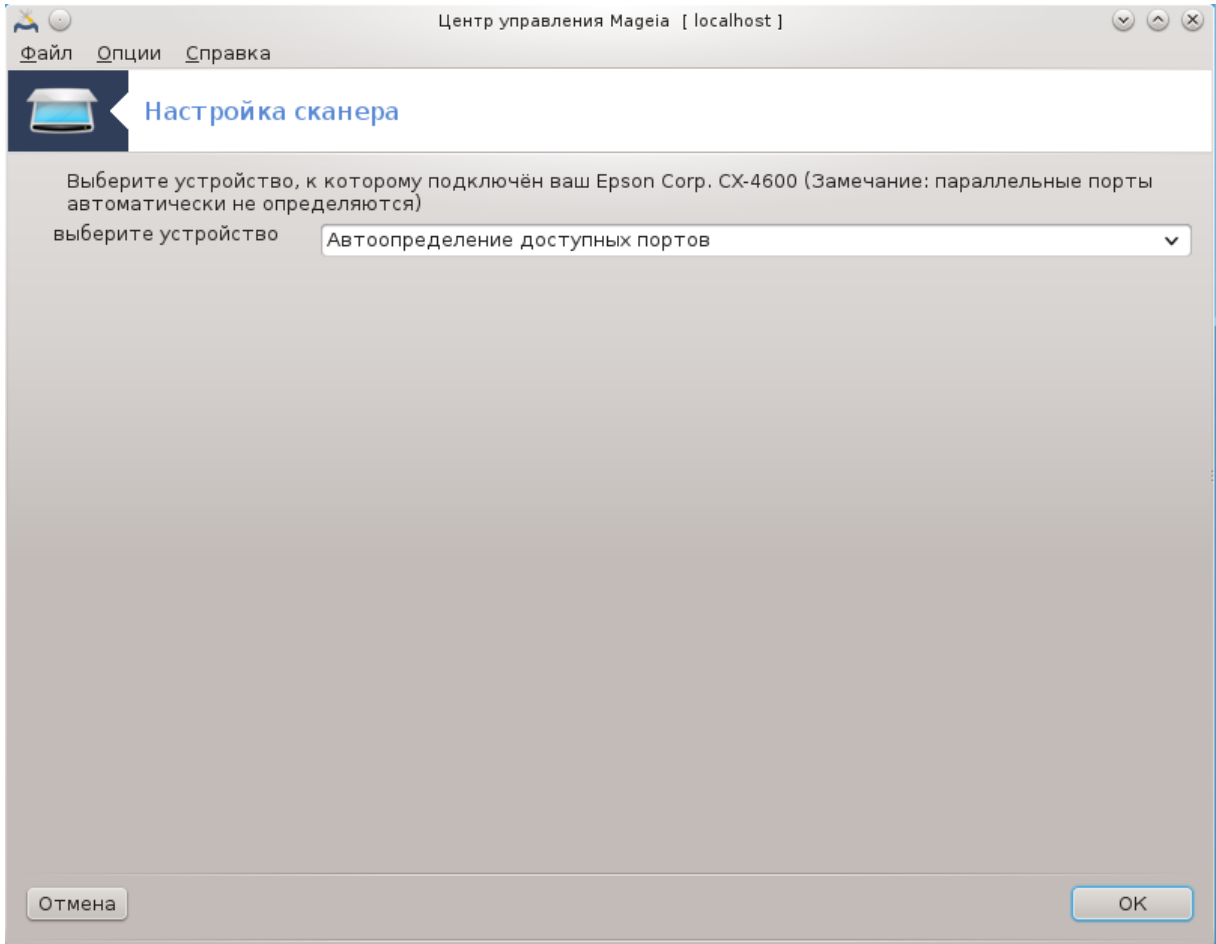 Центр управления Mageia [ localhost ]
Файл Опции Справка
Настройка сканера
Выберите устройство, к которому подключён ваш Epson Corp. CX-4600 (Замечание: параллельные порты
автоматически не определяются)
выберите устройство Автоопределение доступных портов
Отмена OK